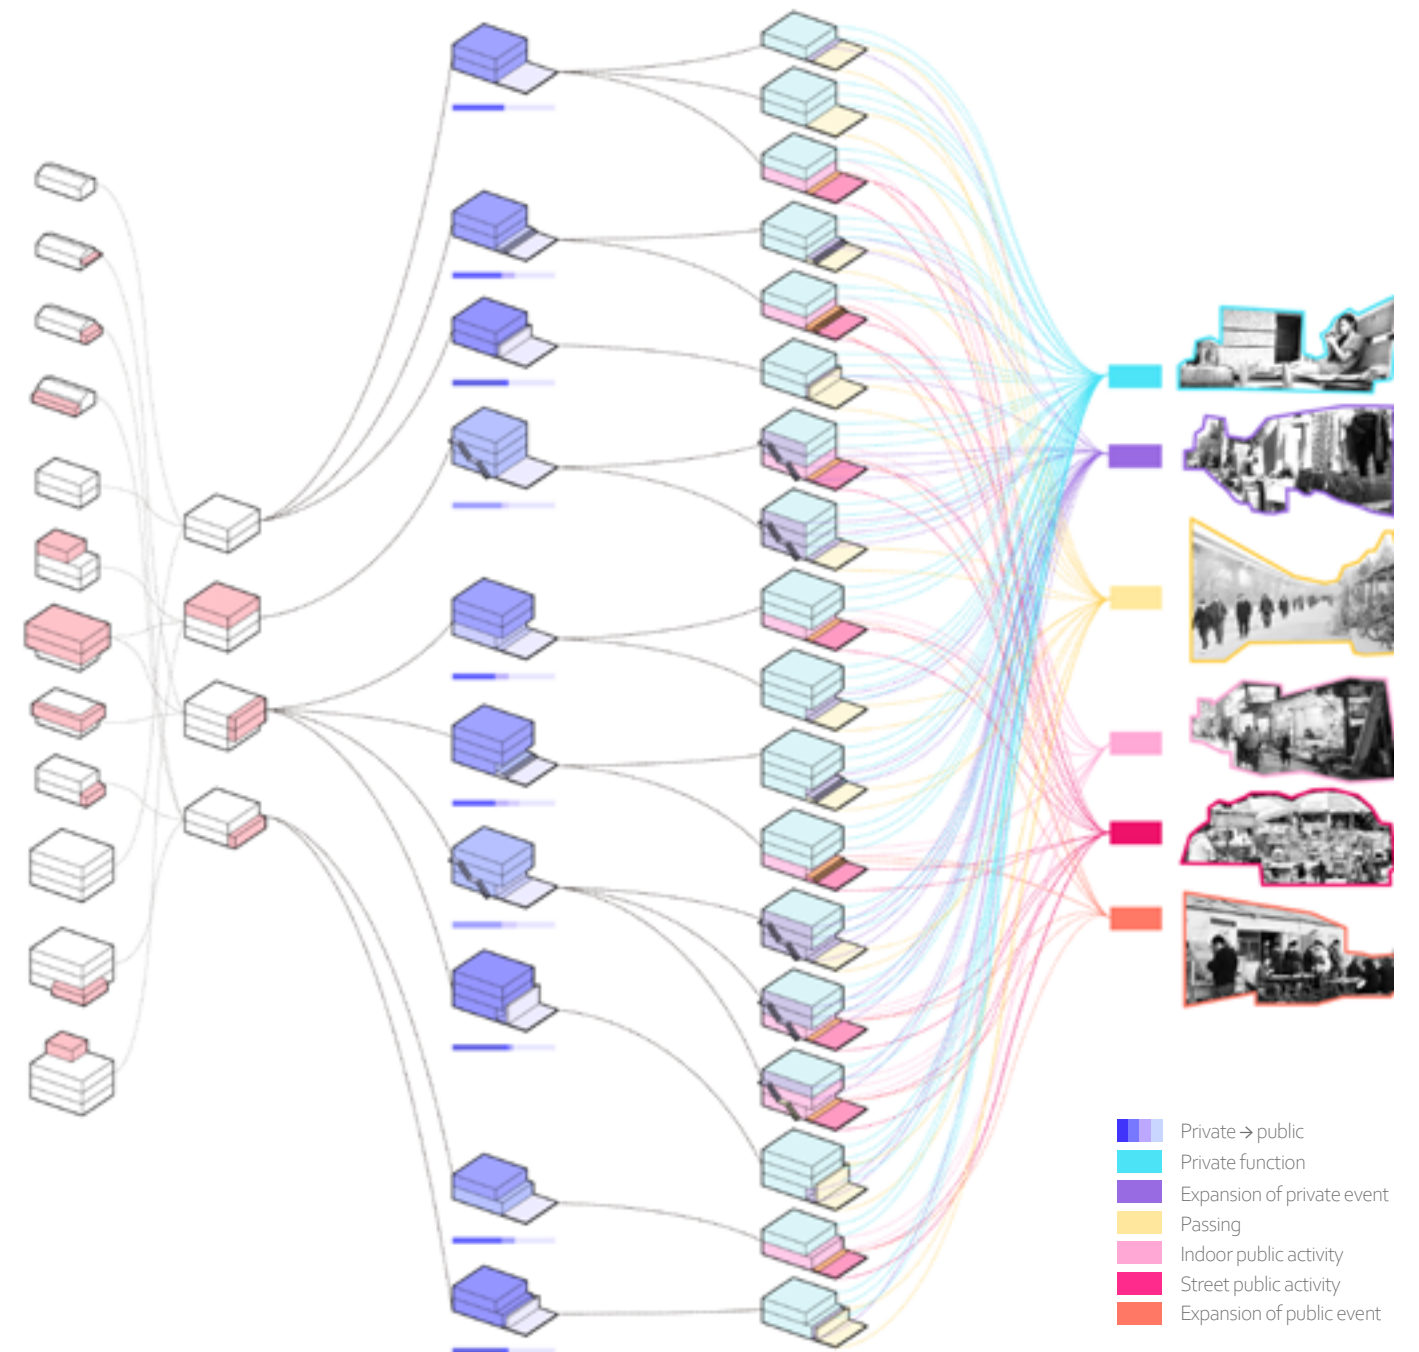 Private → public
Private function
Expansion of private event
Passing
Indoor public activity
Street public activity
Expansion of public event